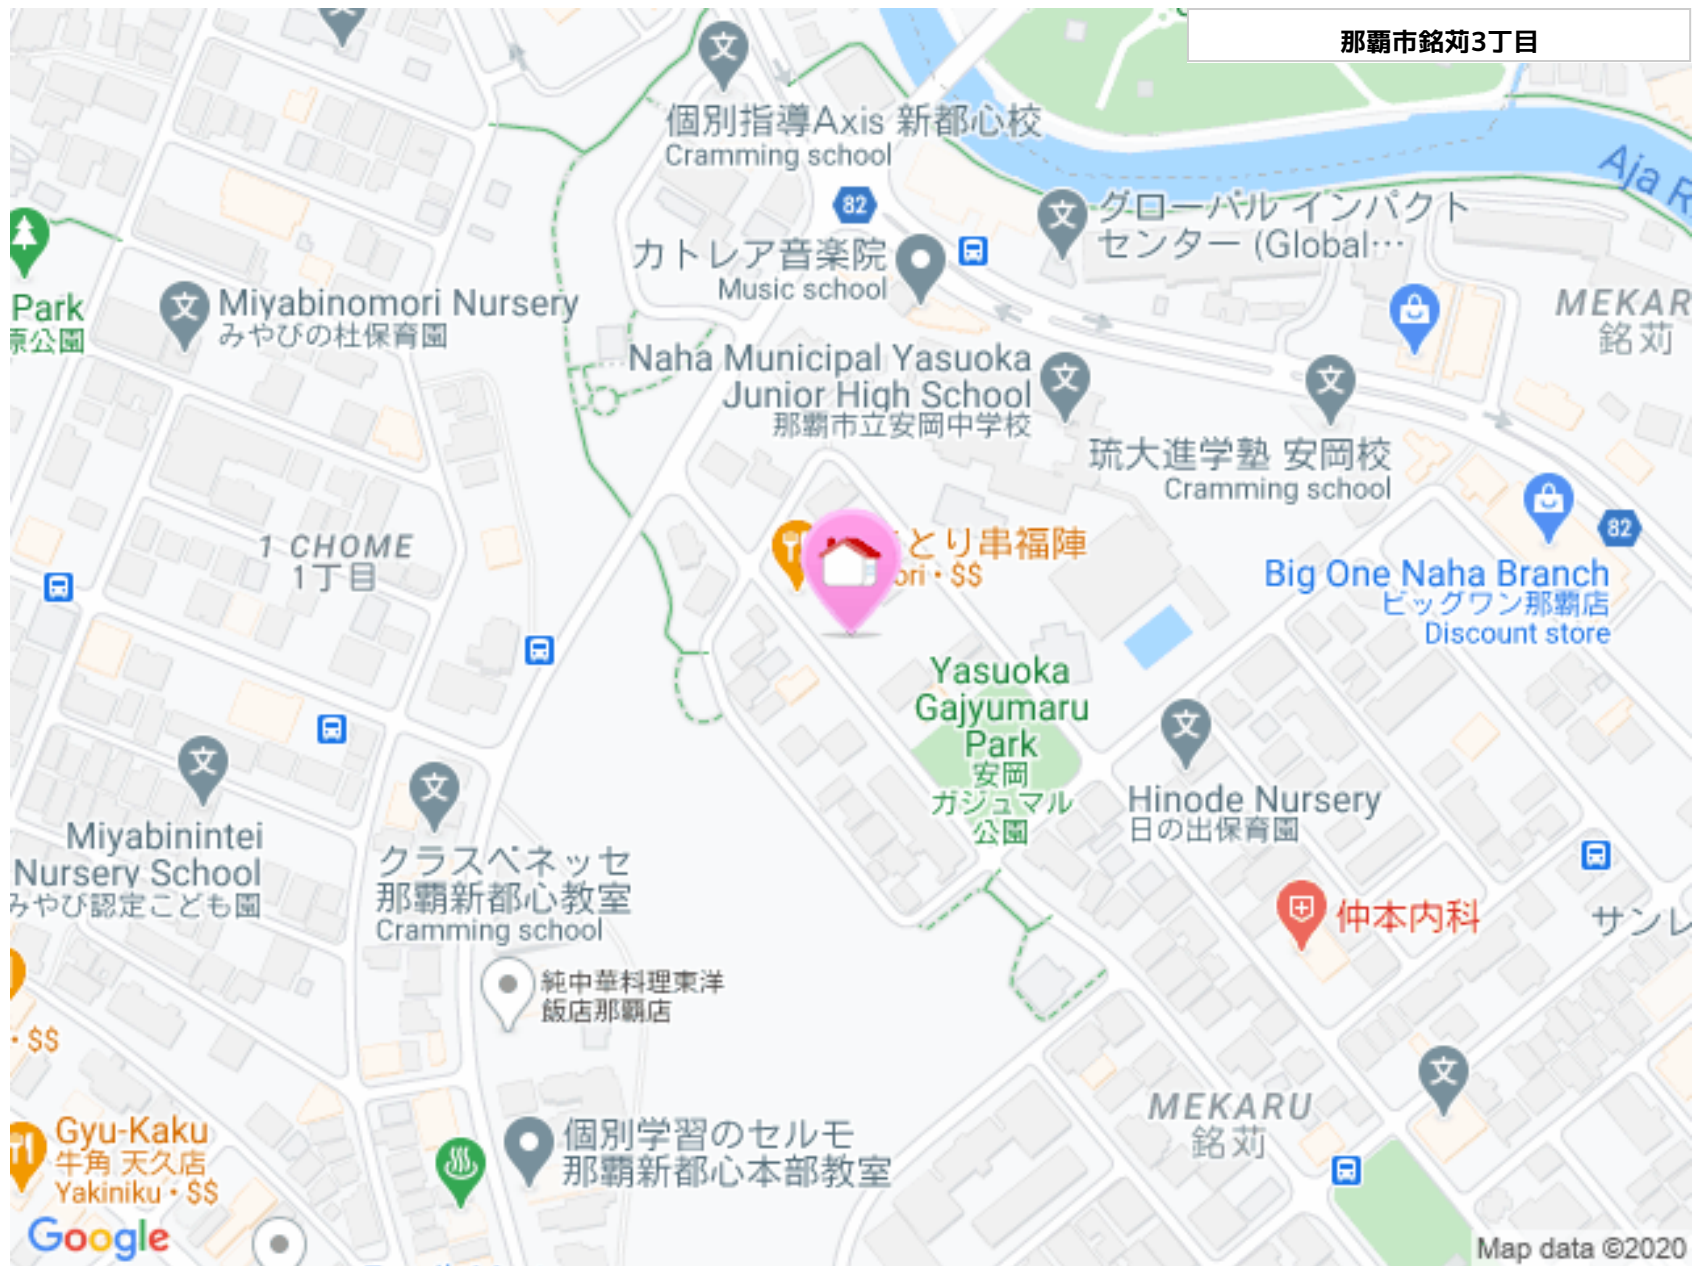 那覇市銘苅3丁目
個別指導Axis 新都心校
Cramming school
82
グローバル インパクト
センター (Global…
Aja R
カトレア音楽院
Music school
Park
原公園
Miyabinomori Nursery
みやびの杜保育園
MEKAR
銘苅
Naha Municipal Yasuoka
Junior High School
那覇市立安岡中学校
琉大進学塾 安岡校
Cramming school
82
1 CHOME
1丁目
とり串福陣
ori・$$
Big One Naha Branch
ビッグワン那覇店
Discount store
Yasuoka
Gajyumaru
Park
安岡
ガジュマル
公園
Hinode Nursery
日の出保育園
Miyabinintei
Nursery School
みやび認定こども園
クラスベネッセ
那覇新都心教室
Cramming school
仲本内科
サンレ
純中華料理東洋
飯店那覇店
・$$
Gyu-Kaku
牛角 天久店
Yakiniku・$$
個別学習のセルモ
那覇新都心本部教室
MEKARU
銘苅
Google
Map data ©2020